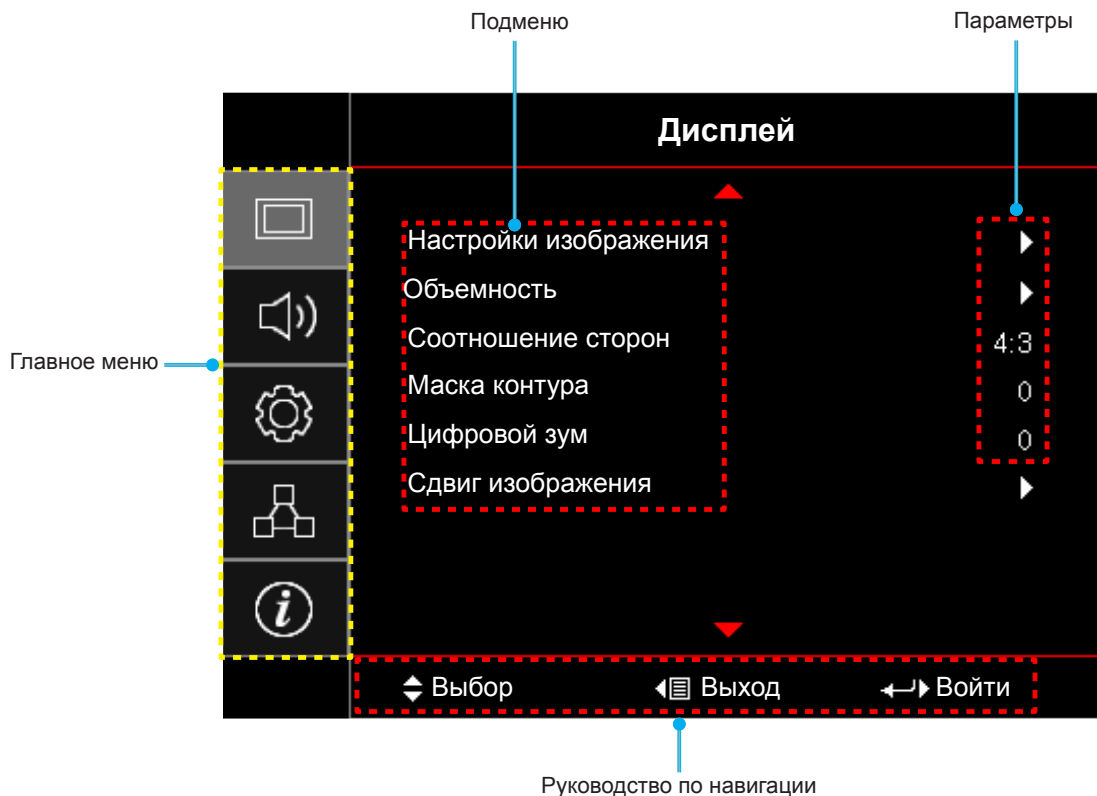 Подменю
Параметры
Дисплей
Настройки изображения
Объемность
Соотношение сторон 4:3
Маска контура 0
Цифровой зум 0
Сдвиг изображения
Главное меню
i
Выбор Выход Войти
Руководство по навигации